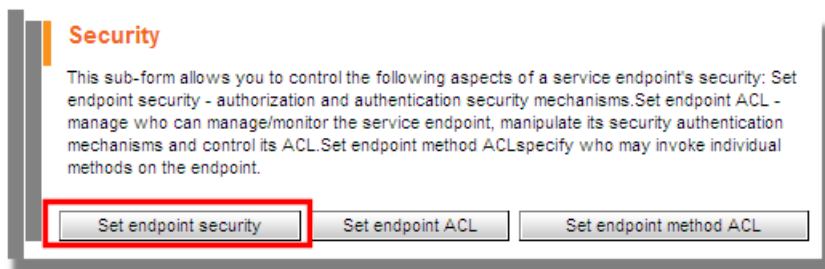 Security
This sub-form allows you to control the following aspects of a service endpoint's security: Set
endpoint security - authorization and authentication security mechanisms.Set endpoint ACL -
manage who can manage/monitor the service endpoint, manipulate its security authentication
mechanisms and control its ACL.Set endpoint method ACLspecify who may invoke individual
methods on the endpoint.
Set endpoint security Set endpoint ACL Set endpoint method ACL